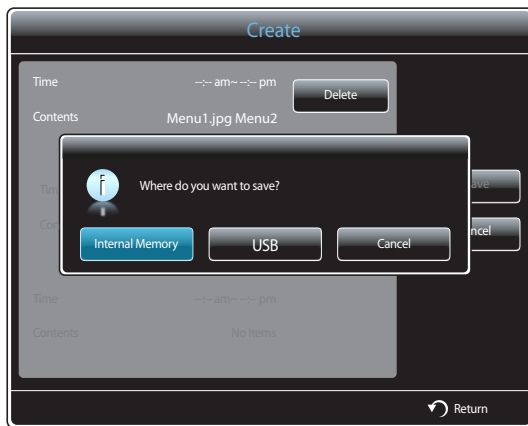 Create
Time --:-- am~ --:-- pm
Delete
Contents Menu1.jpg Menu2
Where do you want to save?
Internal Memory USB Cancel
Time --:-- am~ --:-- pm
Contents No Items
Return